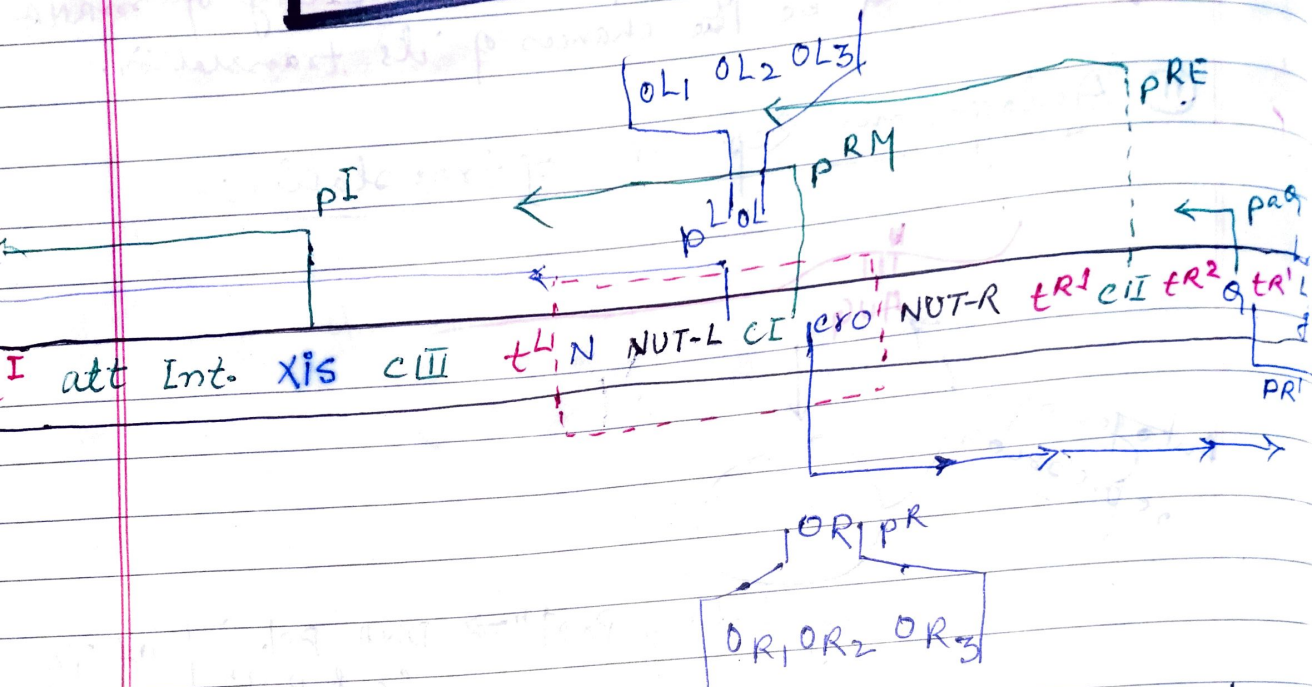 OL1 OL2 OL3
pRE
pRM
pI
pL OL
paQ
I att Int. Xis cIII tL1 N NUT-L CI cro NUT-R tR1 cII tR2 Q tR'
PR'
OR pR
OR1 OR2 OR3